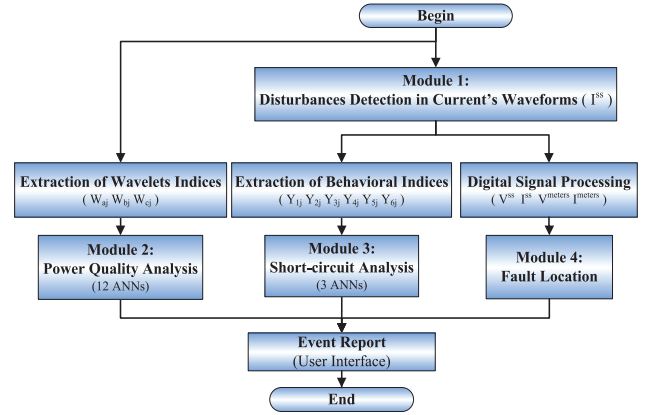 Begin
Module 1:
Disturbances Detection in Current's Waveforms ( I^ss )
Extraction of Wavelets Indices
( W_aj W_bj W_cj )
Extraction of Behavioral Indices
( Y_1j Y_2j Y_3j Y_4j Y_5j Y_6j )
Digital Signal Processing
( V^ss I^ss V^meters I^meters )
Module 2:
Power Quality Analysis
(12 ANNs)
Module 3:
Short-circuit Analysis
(3 ANNs)
Module 4:
Fault Location
Event Report
(User Interface)
End